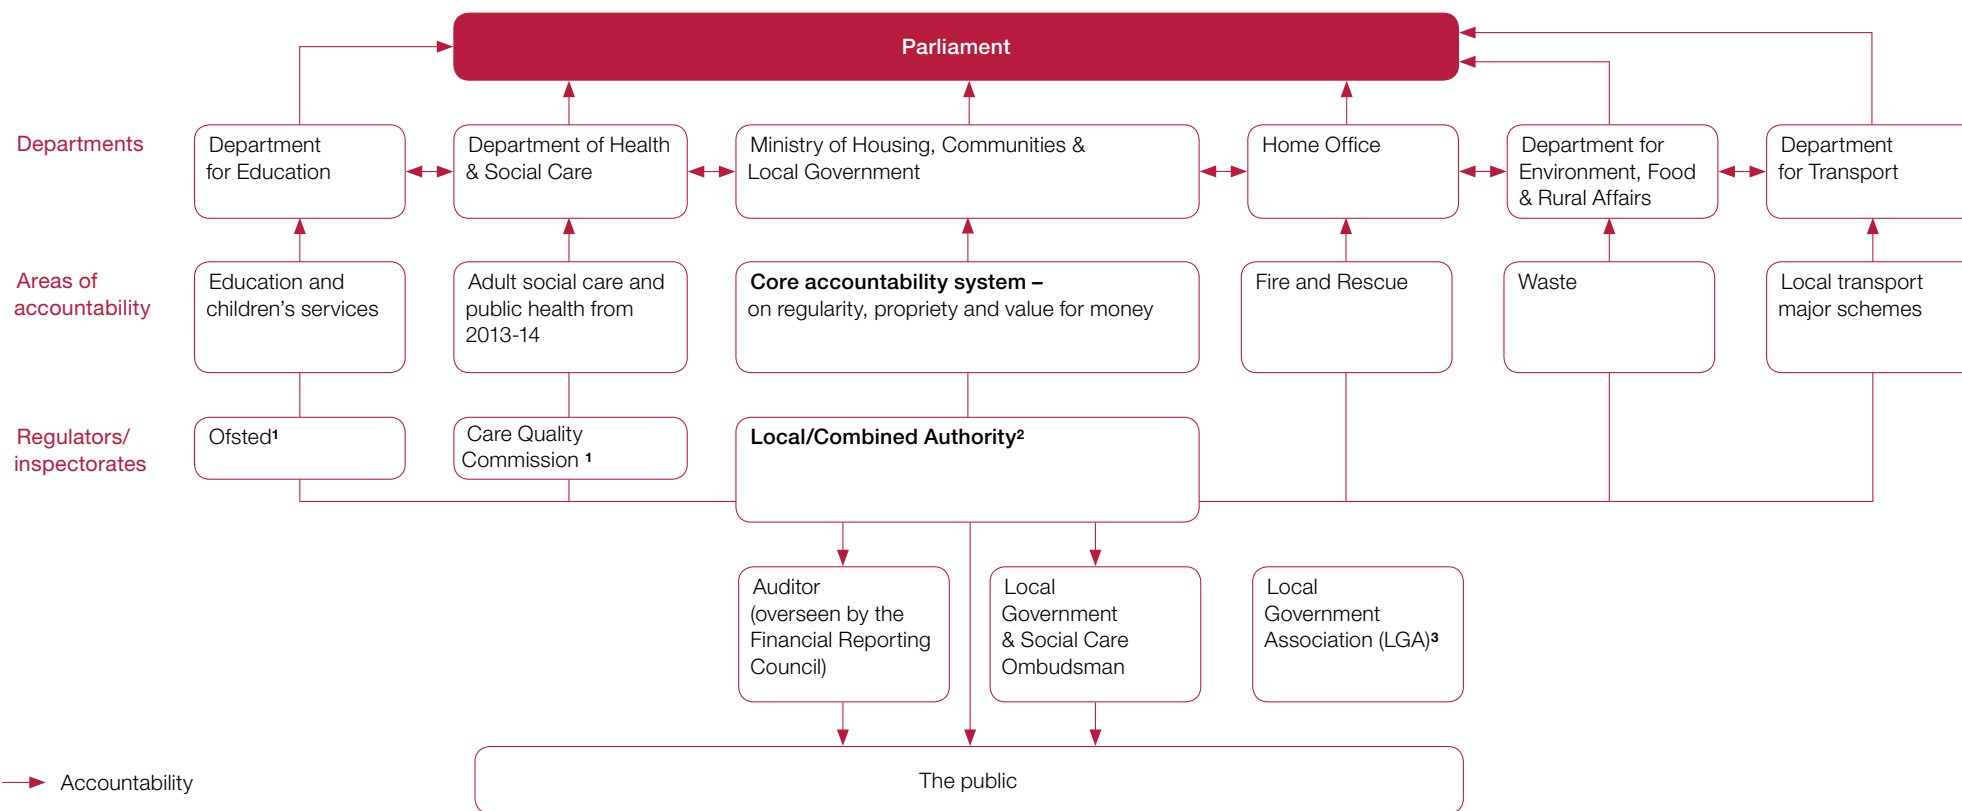 Parliament
Departments
Department
for Education
Department of Health
& Social Care
Ministry of Housing, Communities &
Local Government
Home Office
Department for
Environment, Food
& Rural Affairs
Department
for Transport
Areas of
accountability
Education and
children’s services
Adult social care and
public health from
2013-14
Core accountability system –
on regularity, propriety and value for money
Fire and Rescue
Waste
Local transport
major schemes
Regulators/
inspectorates
Ofsted¹
Care Quality
Commission ¹
Local/Combined Authority²
Auditor
(overseen by the
Financial Reporting
Council)
Local
Government
& Social Care
Ombudsman
Local
Government
Association (LGA)³
Accountability
The public